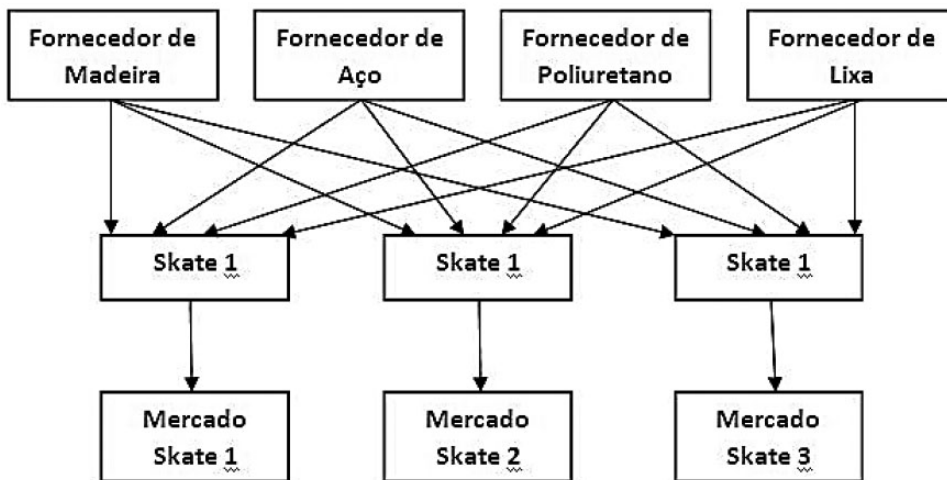 Fornecedor de
Madeira
Fornecedor de
Aço
Fornecedor de
Poliuretano
Fornecedor de
Lixa
Skate 1
Skate 1
Skate 1
Mercado
Skate 1
Mercado
Skate 2
Mercado
Skate 3